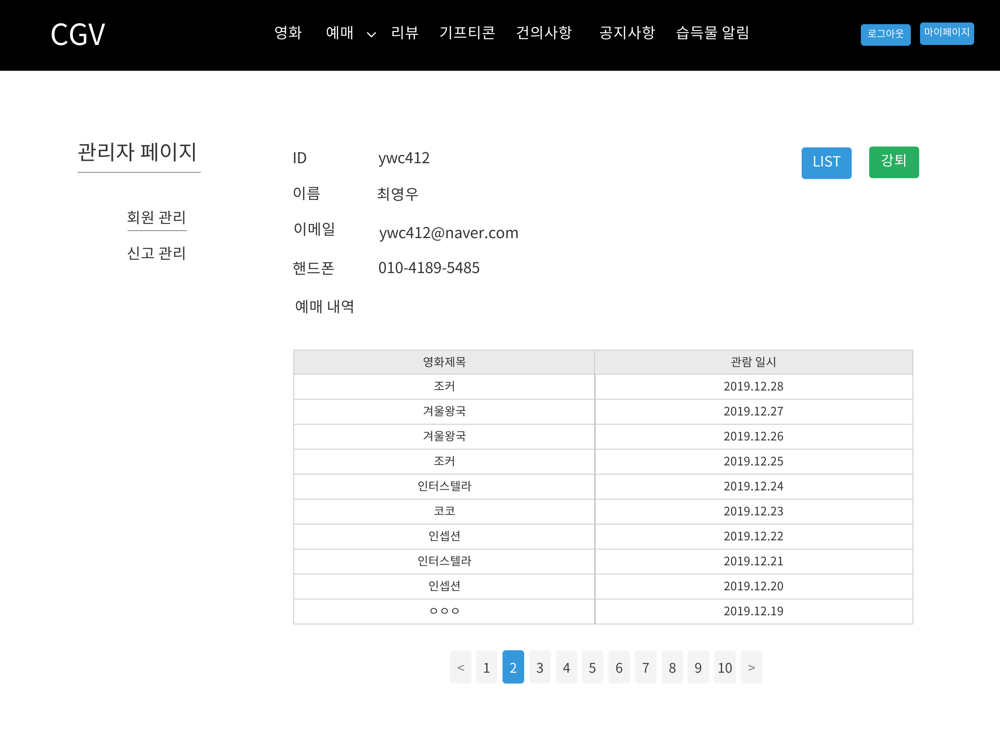 CGV 영화 예매 리뷰 기프티콘 건의사항 공지사항 습득물 알림 로그아웃 마이페이지
관리자 페이지
회원 관리
신고 관리
ID ywc412
LIST 강퇴
이름 최영우
이메일 ywc412@naver.com
핸드폰 010-4189-5485
예매 내역
영화제목 관람 일시
조커 2019.12.28
겨울왕국 2019.12.27
겨울왕국 2019.12.26
조커 2019.12.25
인터스텔라 2019.12.24
코코 2019.12.23
인셉션 2019.12.22
인터스텔라 2019.12.21
인셉션 2019.12.20
ㅇㅇㅇ 2019.12.19
< 1 2 3 4 5 6 7 8 9 10 >